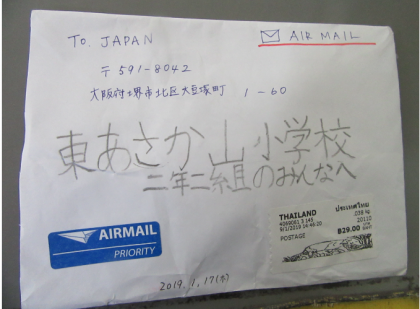 To. JAPAN
AIR MAIL
〒591-8042
大阪府堺市北区大豆塚町 1-60
東あさか山小学校
二年二組のみんなへ
AIRMAIL
PRIORITY
THAILAND ประเทศไทย
POSTAGE
2019.1.17(木)